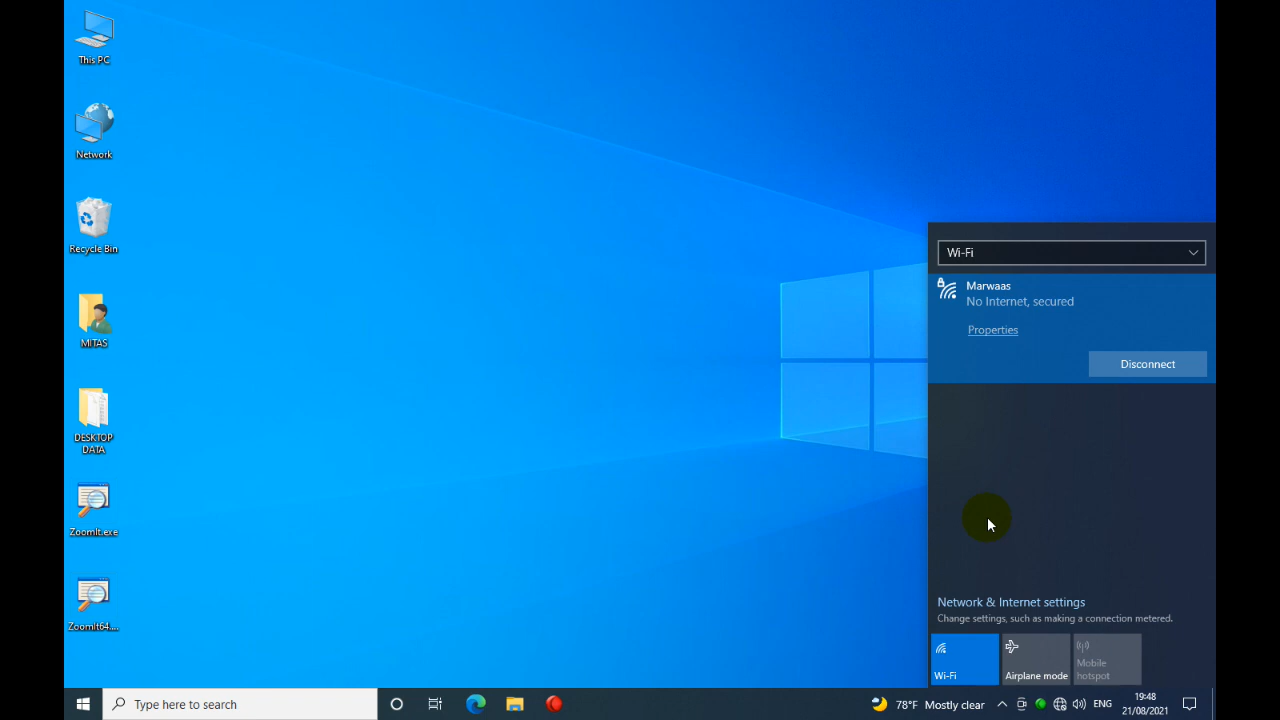 This PC
Network
Recycle Bin
MITAS
DESKTOP
DATA
ZoomIt.exe
ZoomIt64....
Wi-Fi
Marwaas
No Internet, secured
Properties
Disconnect
Network & Internet settings
Change settings, such as making a connection metered.
Wi-Fi
Airplane mode
Mobile
hotspot
Type here to search
78°F Mostly clear
ENG
19:48
21/08/2021